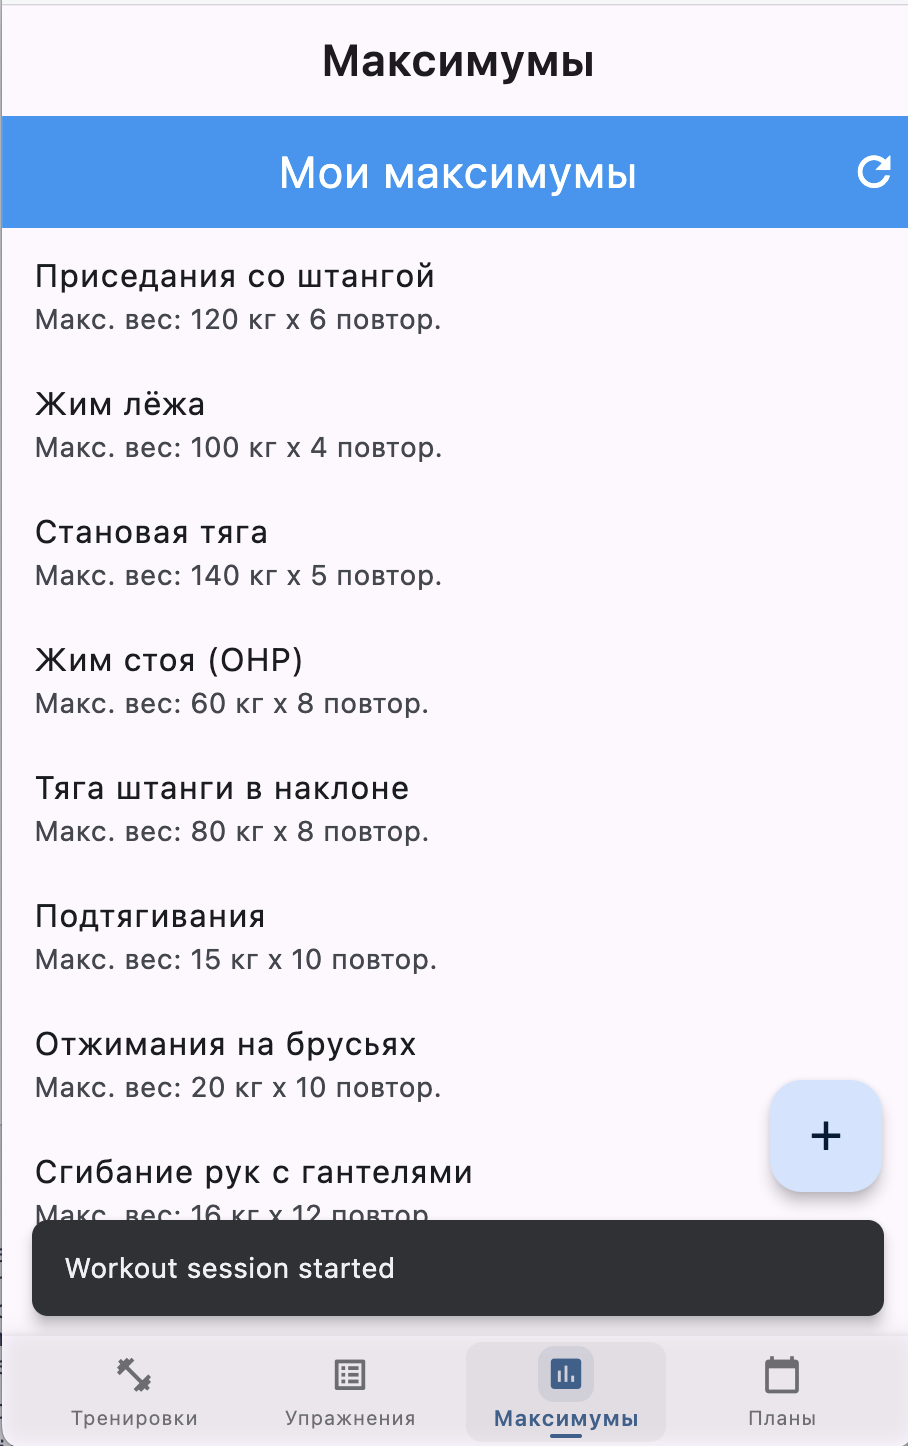 Максимумы
Мои максимумы
Приседания со штангой
Макс. вес: 120 кг x 6 повтор.
Жим лёжа
Макс. вес: 100 кг x 4 повтор.
Становая тяга
Макс. вес: 140 кг x 5 повтор.
Жим стоя (OHP)
Макс. вес: 60 кг x 8 повтор.
Тяга штанги в наклоне
Макс. вес: 80 кг x 8 повтор.
Подтягивания
Макс. вес: 15 кг x 10 повтор.
Отжимания на брусьях
Макс. вес: 20 кг x 10 повтор.
Сгибание рук с гантелями
Макс. вес: 16 кг x 12 повтор.
Workout session started
Тренировки
Упражнения
Максимумы
Планы